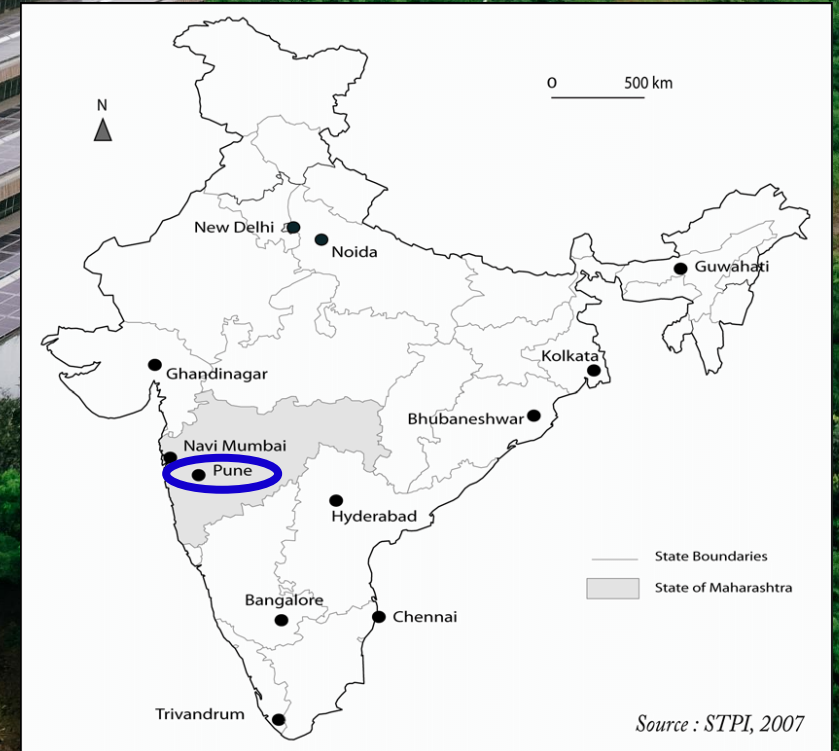 O 500 km
N
New Delhi
Noida
Guwahati
Kolkata
Ghandinagar
Bhubaneshwar
Navi Mumbai
Pune
Hyderabad
State Boundaries
State of Maharashtra
Bangalore
Chennai
Trivandrum
Source : STPI, 2007